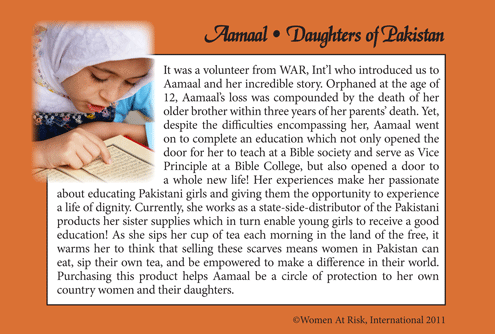 Aamaal • Daughters of Pakistan
It was a volunteer from WAR, Int'l who introduced us to
Aamaal and her incredible story. Orphaned at the age of
12, Aamaal's loss was compounded by the death of her
older brother within three years of her parents' death. Yet,
despite the difficulties encompassing her, Aamaal went
on to complete an education which not only opened the
door for her to teach at a Bible society and serve as Vice
Principle at a Bible College, but also opened a door to
a whole new life! Her experiences make her passionate
about educating Pakistani girls and giving them the opportunity to experience
a life of dignity. Currently, she works as a state-side-distributor of the Pakistani
products her sister supplies which in turn enable young girls to receive a good
education! As she sips her cup of tea each morning in the land of the free, it
warms her to think that selling these scarves means women in Pakistan can
eat, sip their own tea, and be empowered to make a difference in their world.
Purchasing this product helps Aamaal be a circle of protection to her own
country women and their daughters.
©Women At Risk, International 2011